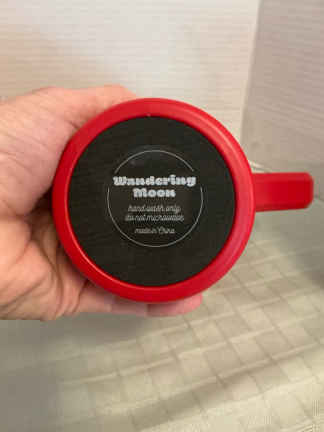 Wandering
Moon
hand wash only
do not microwave
made in China